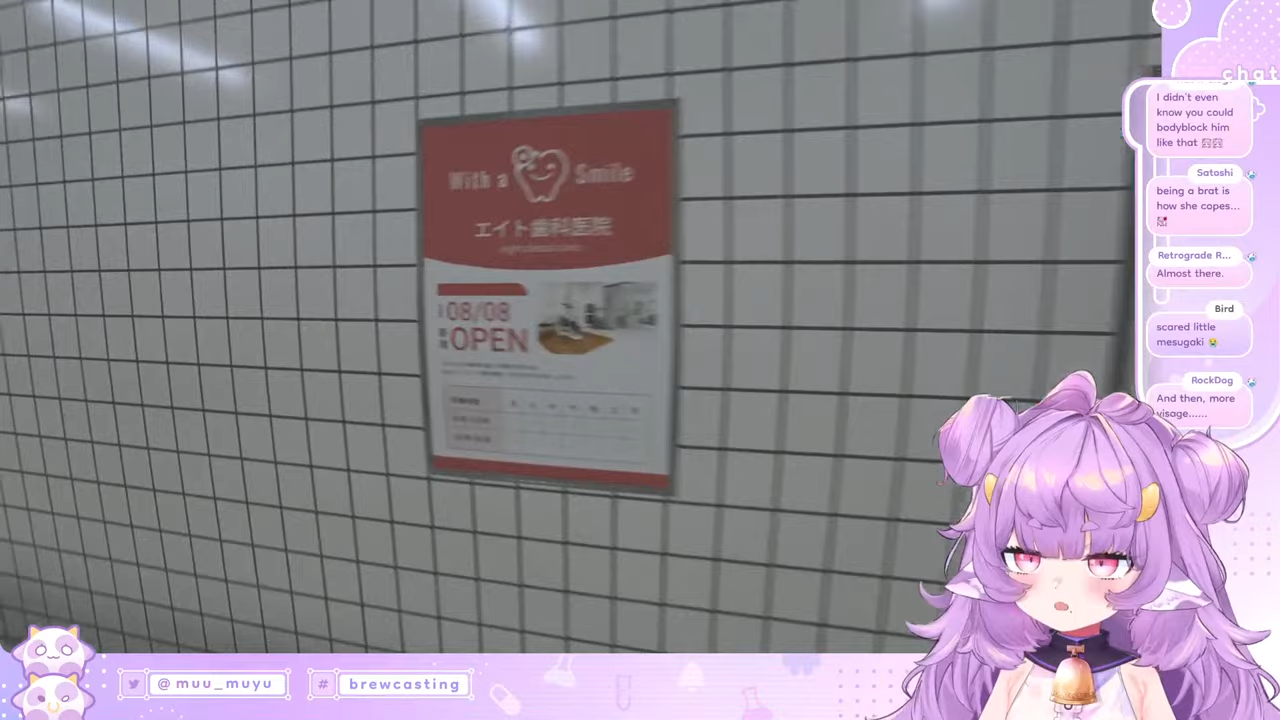 With a Smile
エイト歯科医院
08/08
OPEN
chat
I didn't even
know you could
bodyblock him
like that
Satoshi
being a brat is
how she copes...
Retrograde R...
Almost there.
Bird
scared little
mesugaki
RockDog
And then, more
visage......
@muu_muyu
# brewcasting